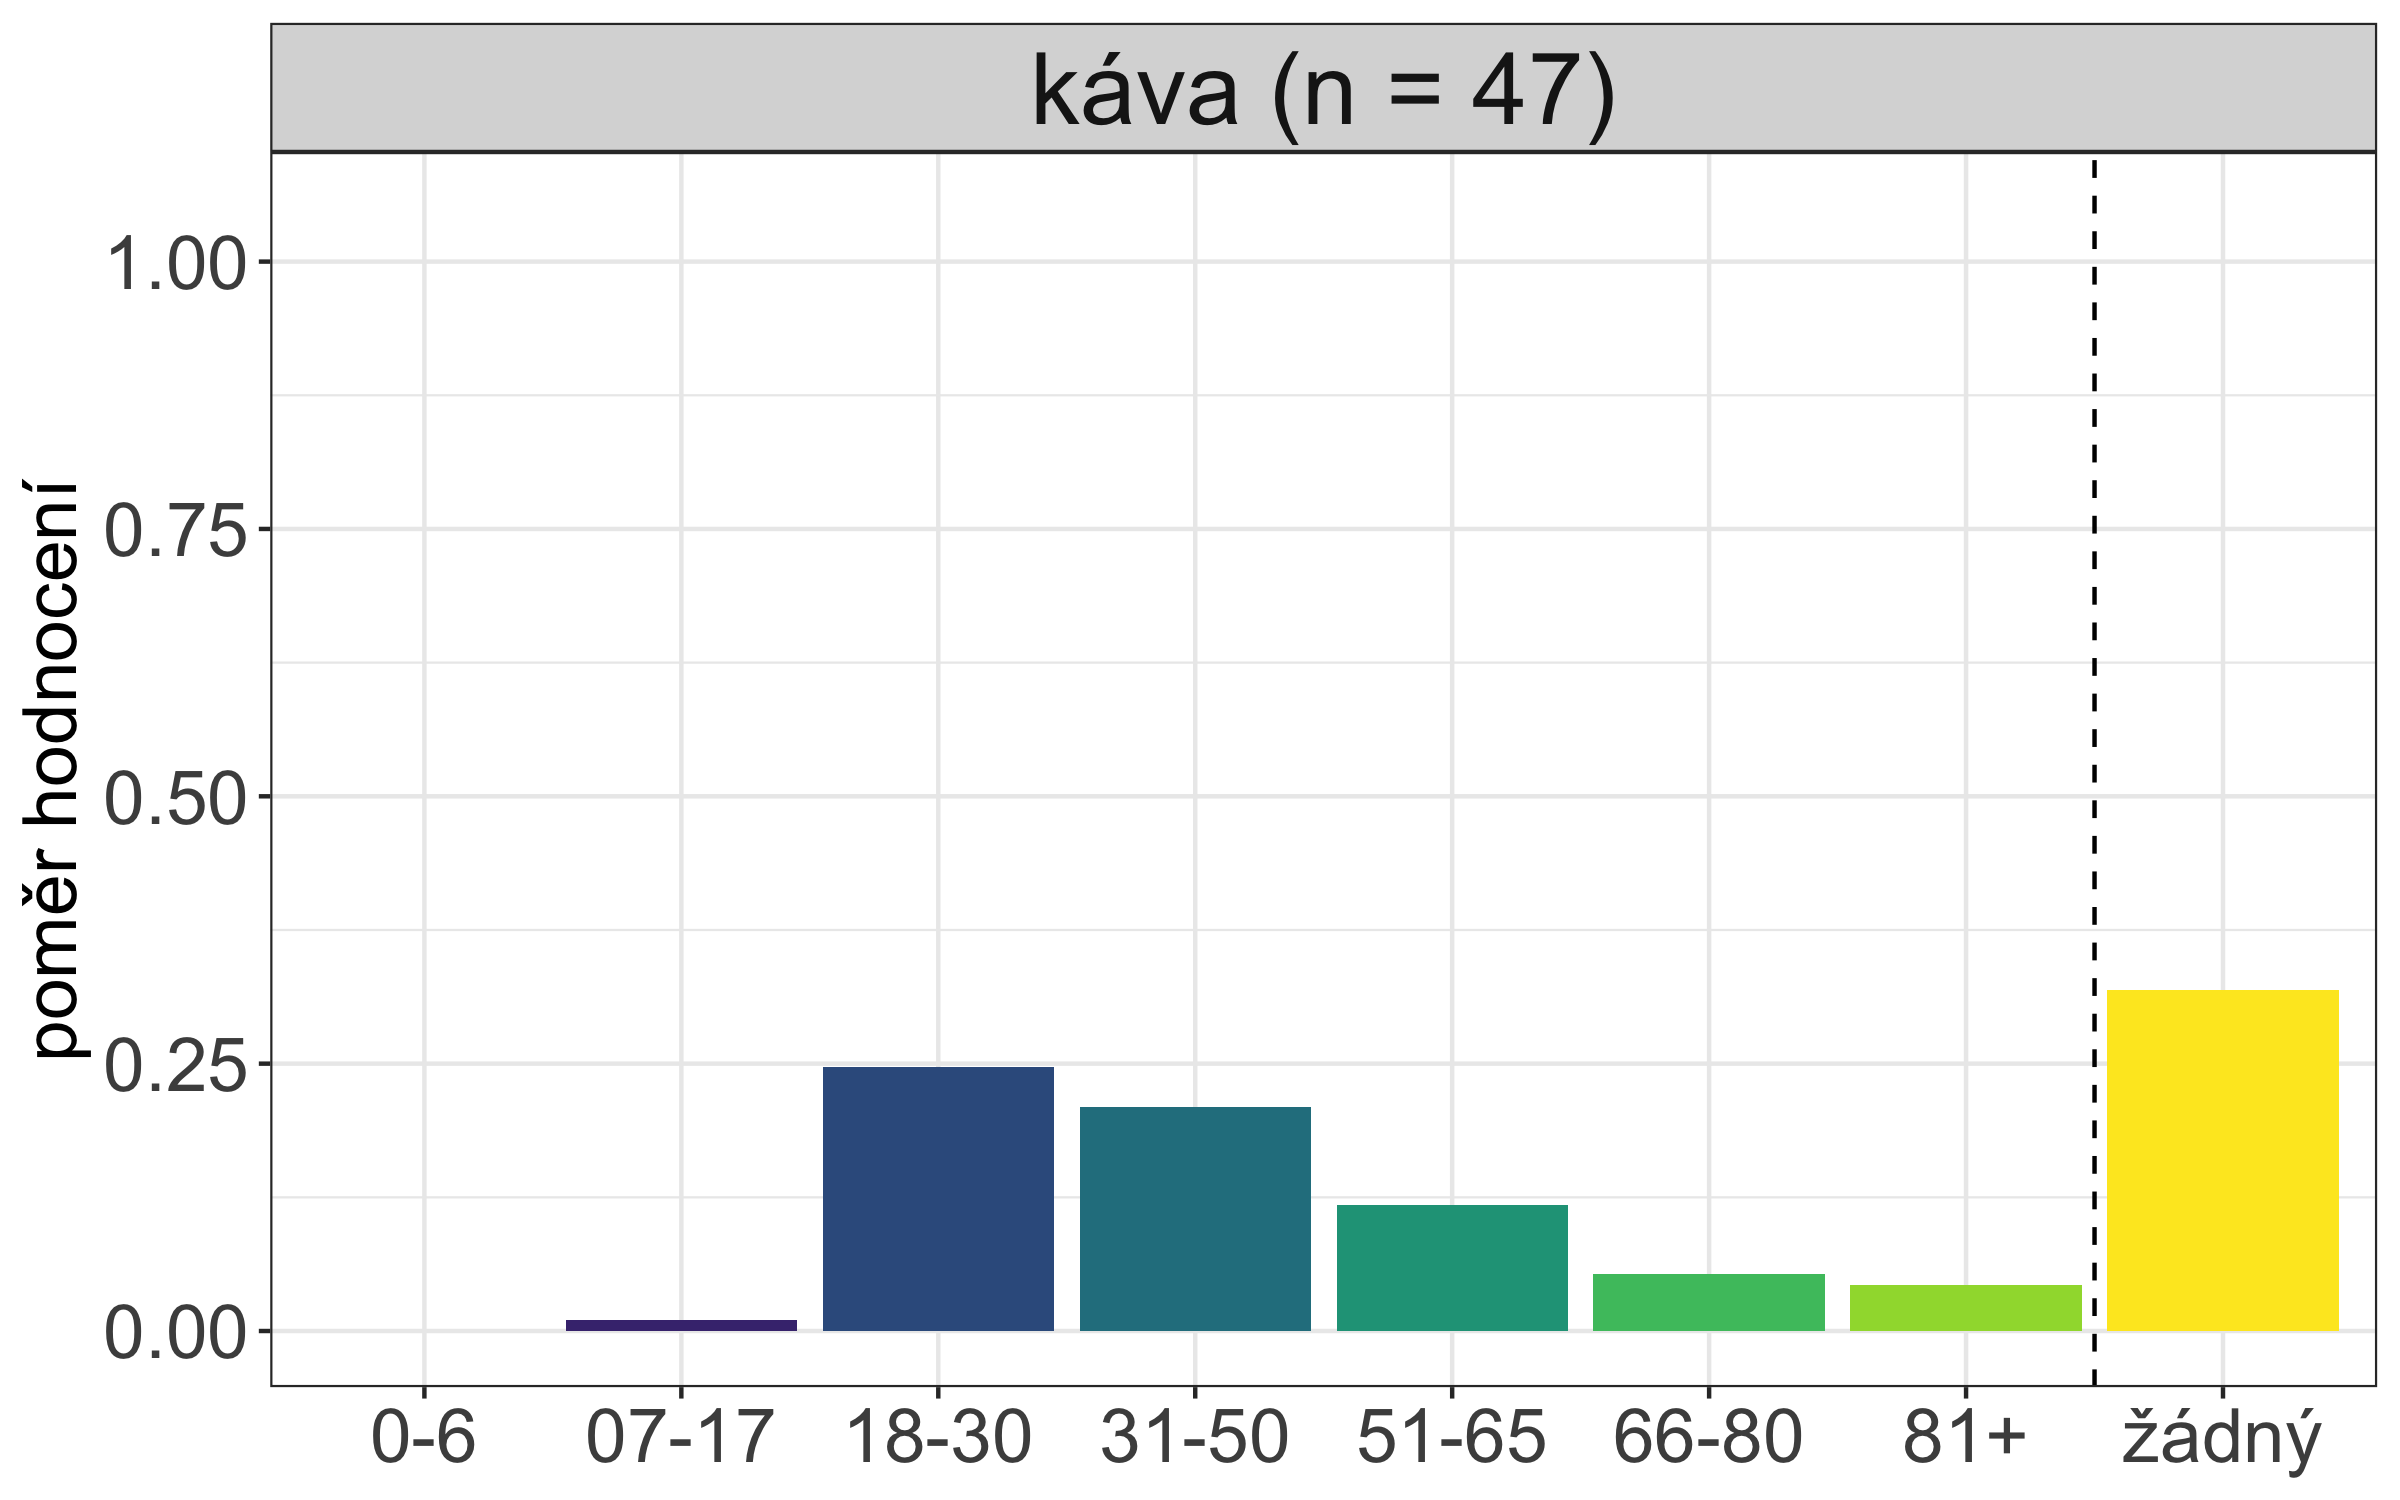 káva (n = 47)
poměr hodnocení
1.00
0.75
0.50
0.25
0.00
0-6 07-17 18-30 31-50 51-65 66-80 81+ žádný